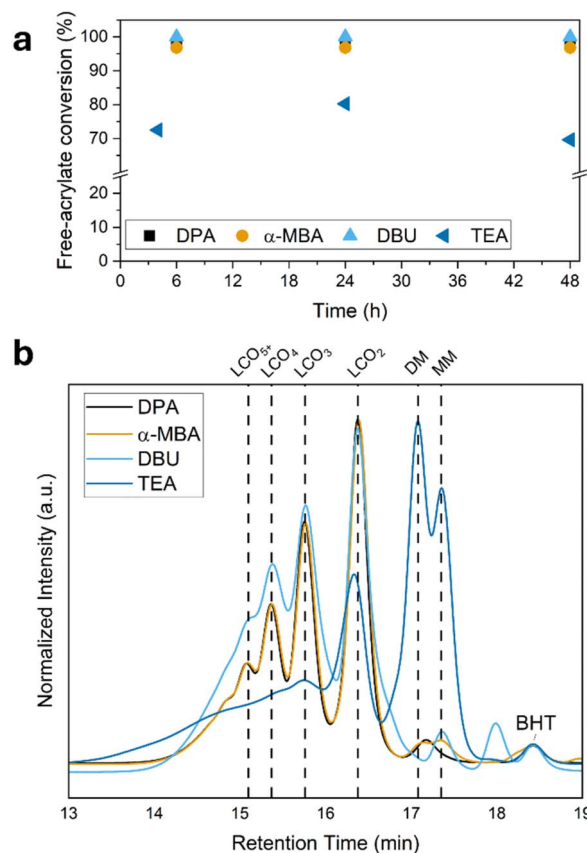 a
Free-acrylate conversion (%)
100
90
80
70
20
10
0
DPA α-MBA DBU TEA
0 6 12 18 24 30 36 42 48
Time (h)
b
LCO₅₊ LCO₄ LCO₃ LCO₂ DM MM
DPA
α-MBA
DBU
TEA
Normalized Intensity (a.u.)
BHT
13 14 15 16 17 18 19
Retention Time (min)